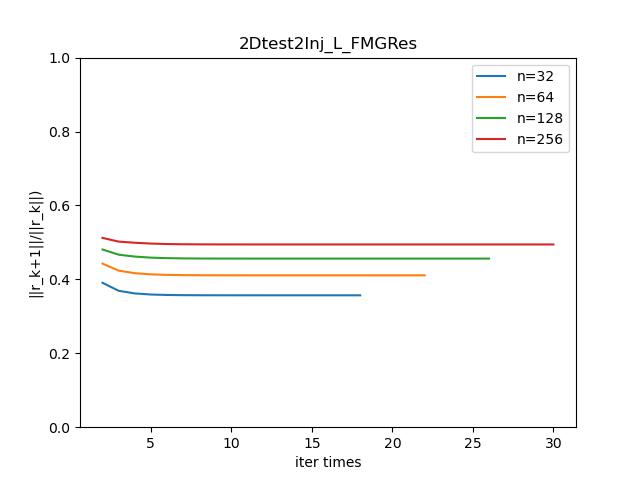 2Dtest2Inj_L_FMGRes
||r_k+1||/||r_k||)
1.0
0.8
0.6
0.4
0.2
0.0
n=32
n=64
n=128
n=256
5 10 15 20 25 30
iter times